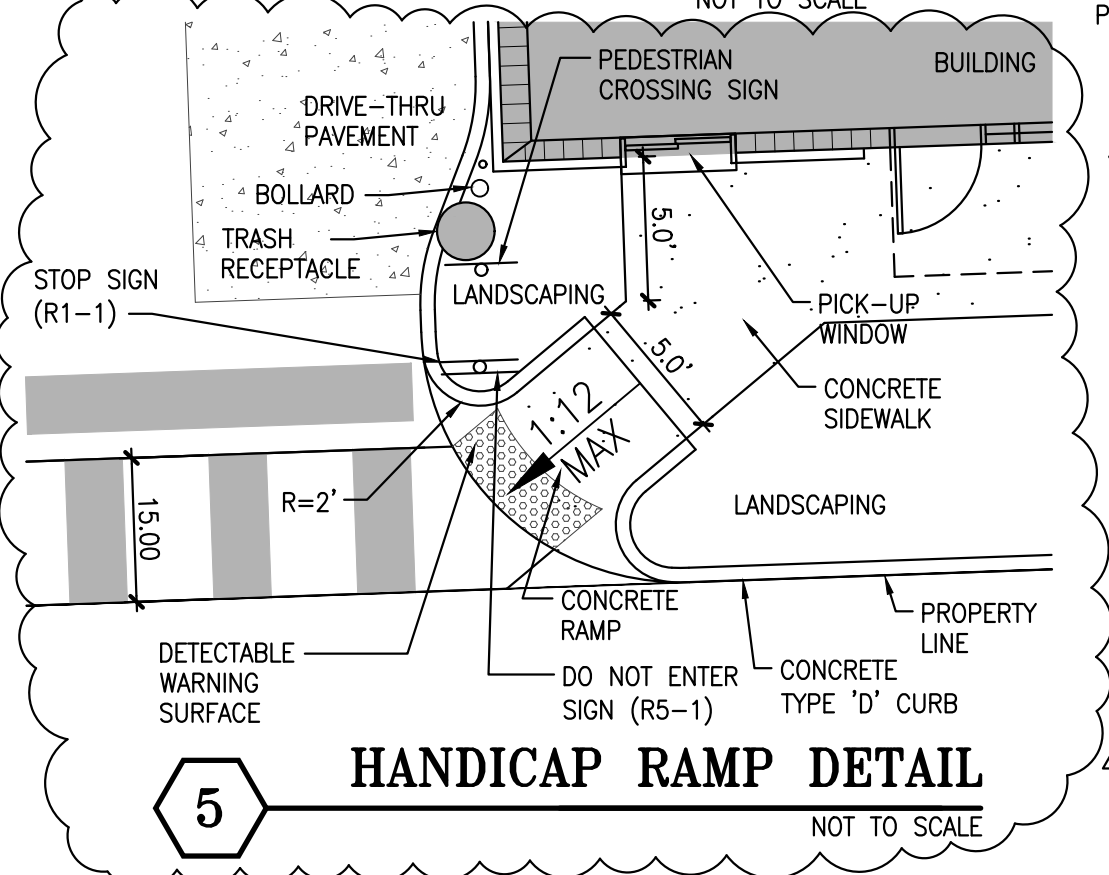 NOT TO SCALE
P
PEDESTRIAN
CROSSING SIGN
BUILDING
DRIVE-THRU
PAVEMENT
BOLLARD
TRASH
RECEPTACLE
STOP SIGN
(R1-1)
LANDSCAPING
5.0'
PICK-UP
WINDOW
5.0'
CONCRETE
SIDEWALK
1:12
MAX
R=2'
LANDSCAPING
15.00
CONCRETE
RAMP
PROPERTY
LINE
DETECTABLE
WARNING
SURFACE
DO NOT ENTER
SIGN (R5-1)
CONCRETE
TYPE 'D' CURB
5
HANDICAP RAMP DETAIL
NOT TO SCALE